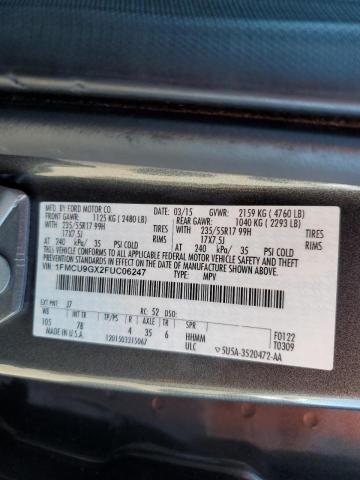 MFD. BY FORD MOTOR CO.
DATE: 03/15 GVWR: 2159 KG ( 4760 LB)
FRONT GAWR: 1125 KG ( 2480 LB) REAR GAWR: 1040 KG ( 2293 LB)
WITH 235/55R17 99H TIRES WITH 235/55R17 99H TIRES
17X7.5J RIMS 17X7.5J RIMS
AT 240 kPa/ 35 PSI COLD AT 240 kPa/ 35 PSI COLD
THIS VEHICLE CONFORMS TO ALL APPLICABLE FEDERAL MOTOR
VEHICLE SAFETY AND THEFT PREVENTION STANDARDS IN EFFECT ON THE DATE OF MANUFACTURE SHOWN ABOVE.
VIN: 1FMCU9GX2FUC06247
TYPE: MPV
EXT PNT: J7 RC: 52 DSO:
WB INT TR TP/PS R AXLE TR SPR F0122
105 7B 4 35 6 HHMM T0309
1201503315067 ULC 5U5A-3520472-AA